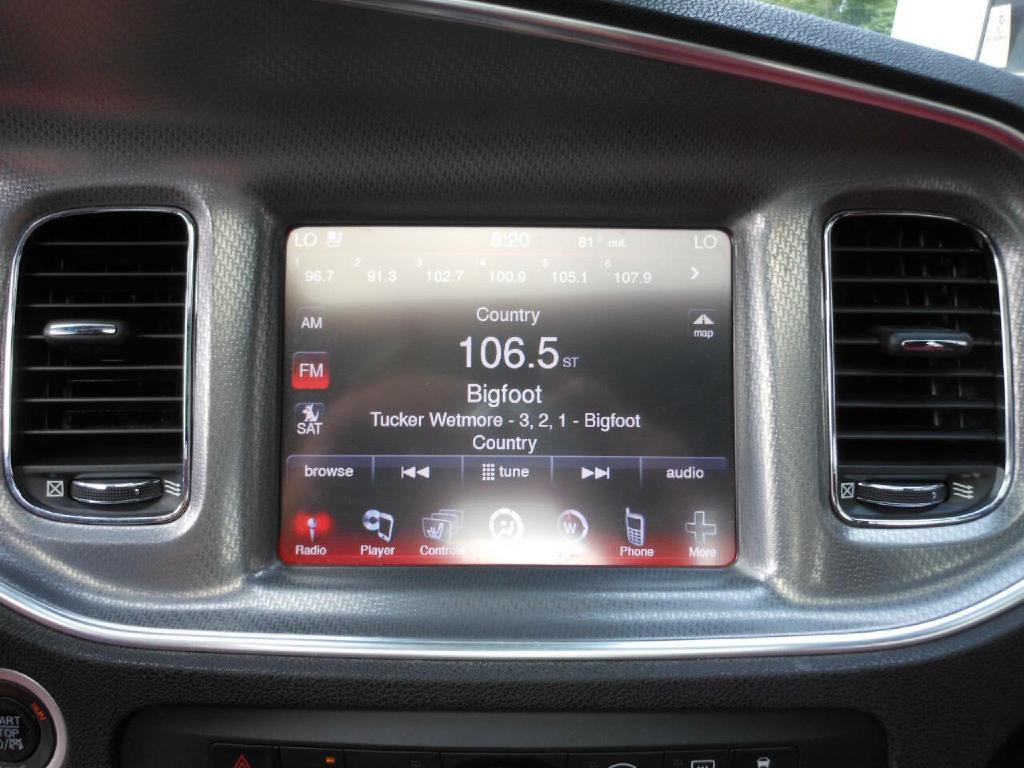 LO 8:20 81° out. LO
1 2 3 4 5 6
96.7 91.3 102.7 100.9 105.1 107.9
AM
Country
map
FM
106.5 ST
Bigfoot
SAT
Tucker Wetmore - 3, 2, 1 - Bigfoot
Country
browse tune audio
W
Radio Player Controls Phone More
RUN